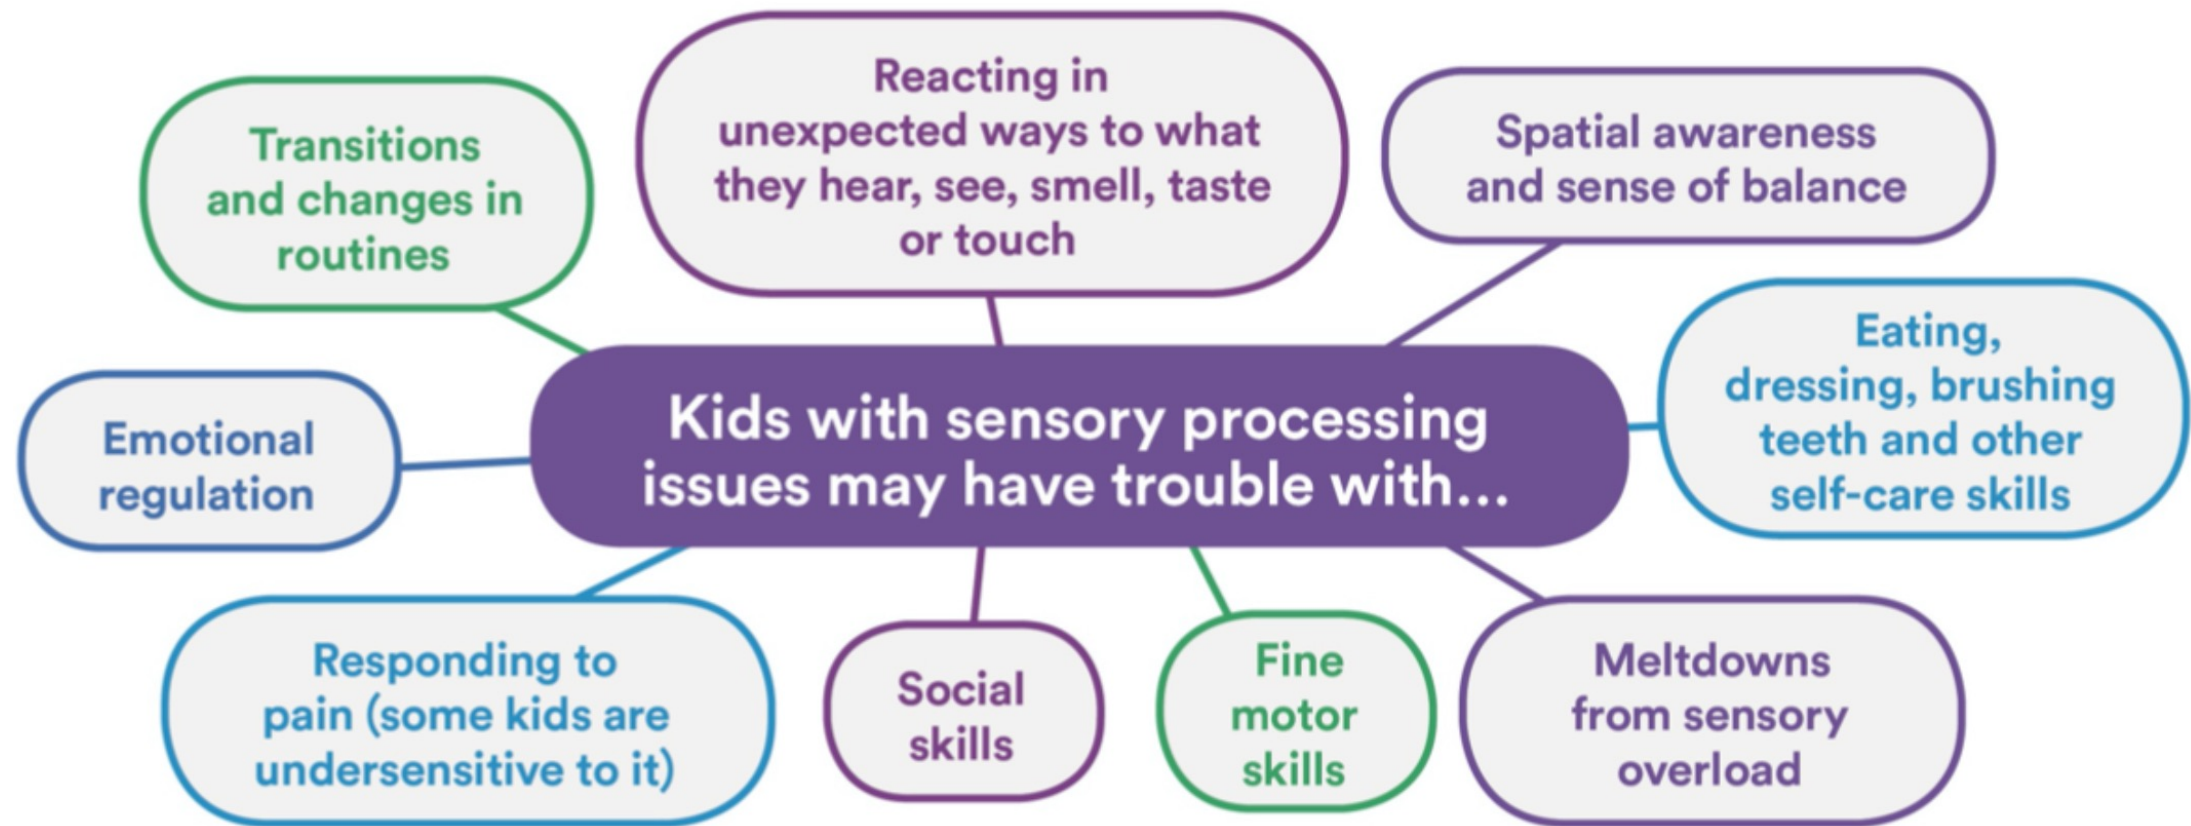 Reacting in
unexpected ways to what
they hear, see, smell, taste
or touch
Transitions
and changes in
routines
Spatial awareness
and sense of balance
Eating,
dressing, brushing
teeth and other
self-care skills
Kids with sensory processing
issues may have trouble with...
Emotional
regulation
Responding to
pain (some kids are
undersensitive to it)
Social
skills
Fine
motor
skills
Meltdowns
from sensory
overload